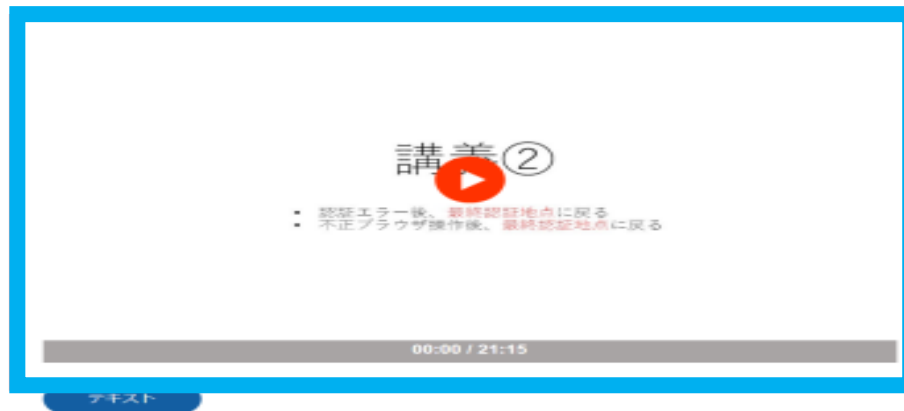 講義②
• 認証エラー後、最終認証地点に戻る
• 不正ブラウザ操作後、最終認証地点に戻る
00:00 / 21:15
テキスト